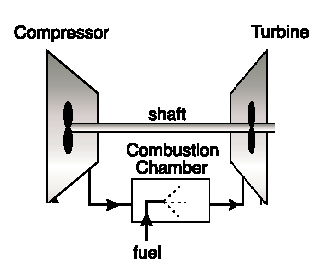 Compressor
Turbine
shaft
Combustion
Chamber
fuel